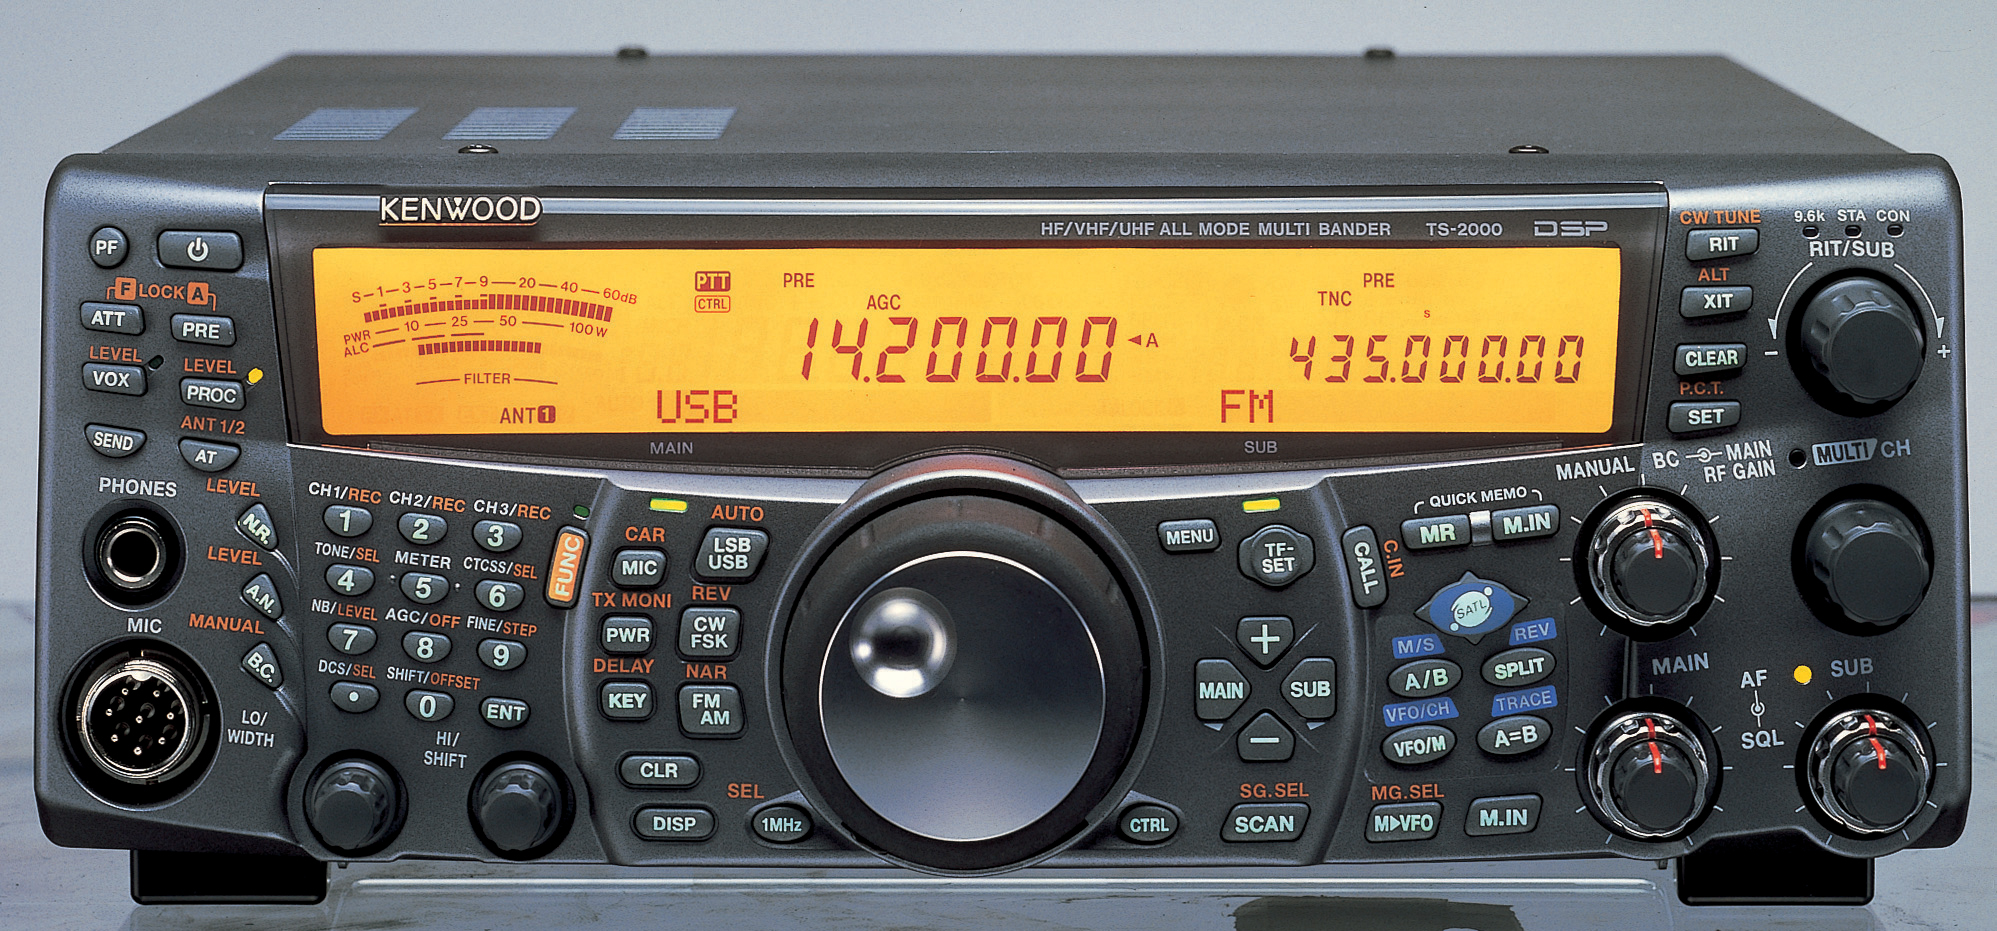 KENWOOD
HF/VHF/UHF ALL MODE MULTI BANDER TS-2000 DSP
PF
F LOCK A
ATT
PRE
LEVEL
VOX
LEVEL
PROC
ANT 1/2
SEND
AT
PHONES
LEVEL
N.R.
LEVEL
A.N.
MIC
MANUAL
B.C.
LO/
WIDTH
S-1-3-5-7-9-20-40-60dB
PWR 10 25 50 100 W
ALC
FILTER
ANT 1
PTT
CTRL
PRE
AGC
14.200.00 ◄A
USB
PRE
TNC
S
435.000.00
FM
MAIN
SUB
CH1/REC CH2/REC CH3/REC
1 2 3
TONE/SEL METER CTCSS/SEL
4 5 6
NB/LEVEL AGC/OFF FINE/STEP
7 8 9
DCS/SEL SHIFT/OFFSET
. 0 ENT
HI/
SHIFT
FUNC
AUTO
CAR
LSB
USB
MIC
TX MONI
REV
PWR
CW
FSK
DELAY
NAR
KEY
FM
AM
CLR
SEL
DISP
1MHz
CTRL
MENU
TF-
SET
+
MAIN
SUB
−
SG.SEL
SCAN
CALL
C.IN
QUICK MEMO
MR
M.IN
SATL
M/S
REV
A/B
SPLIT
VFO/CH
TRACE
VFO/M
A=B
MG.SEL
M▶VFO
M.IN
CW TUNE
RIT
ALT
XIT
CLEAR
P.C.T.
SET
9.6k STA CON
RIT/SUB
− +
MANUAL BC MAIN
RF GAIN
MULTI/CH
MAIN
AF
SQL
SUB